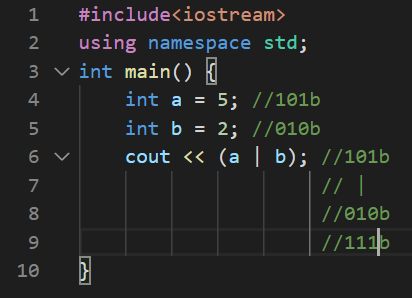 1 #include<iostream>
2 using namespace std;
3 int main() {
4 int a = 5; //101b
5 int b = 2; //010b
6 cout << (a | b); //101b
7 // |
8 //010b
9 //111b
10 }